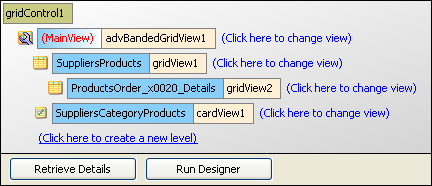 gridControl1
(MainView) advBandedGridView1 (Click here to change view)
SuppliersProducts gridView1 (Click here to change view)
ProductsOrder_x0020_Details gridView2 (Click here to change view)
SuppliersCategoryProducts cardView1 (Click here to change view)
(Click here to create a new level)
Retrieve Details Run Designer